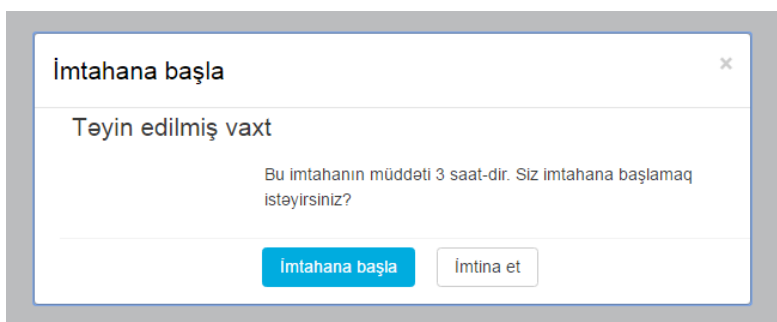 İmtahana başla
×
Təyin edilmiş vaxt
Bu imtahanın müddəti 3 saat-dir. Siz imtahana başlamaq
istəyirsiniz?
İmtahana başla
İmtina et